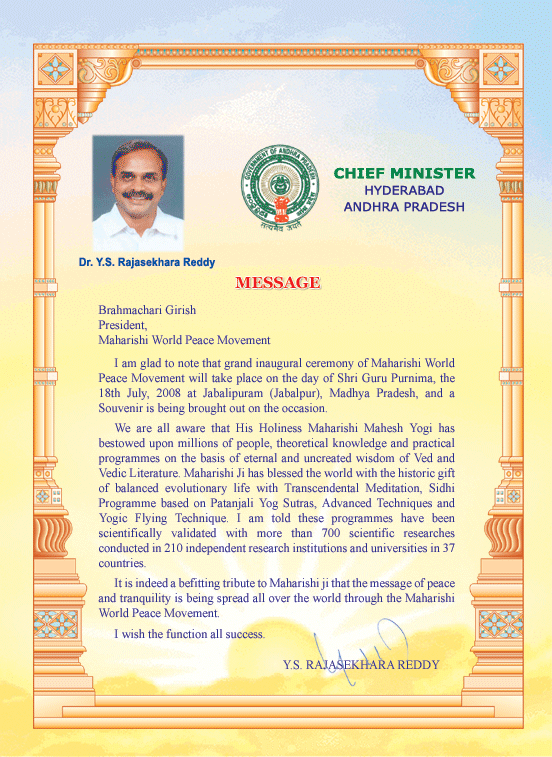 GOVERNMENT OF ANDHRA PRADESH
सत्यमेव जयते
CHIEF MINISTER
HYDERABAD
ANDHRA PRADESH
Dr. Y.S. Rajasekhara Reddy
MESSAGE
Brahmachari Girish
President,
Maharishi World Peace Movement
I am glad to note that grand inaugural ceremony of Maharishi World
Peace Movement will take place on the day of Shri Guru Purnima, the
18th July, 2008 at Jabalipuram (Jabalpur), Madhya Pradesh, and a
Souvenir is being brought out on the occasion.
We are all aware that His Holiness Maharishi Mahesh Yogi has
bestowed upon millions of people, theoretical knowledge and practical
programmes on the basis of eternal and uncreated wisdom of Ved and
Vedic Literature. Maharishi Ji has blessed the world with the historic gift
of balanced evolutionary life with Transcendental Meditation, Sidhi
Programme based on Patanjali Yog Sutras, Advanced Techniques and
Yogic Flying Technique. I am told these programmes have been
scientifically validated with more than 700 scientific researches
conducted in 210 independent research institutions and universities in 37
countries.
It is indeed a befitting tribute to Maharishi ji that the message of peace
and tranquility is being spread all over the world through the Maharishi
World Peace Movement.
I wish the function all success.
Y.S. RAJASEKHARA REDDY